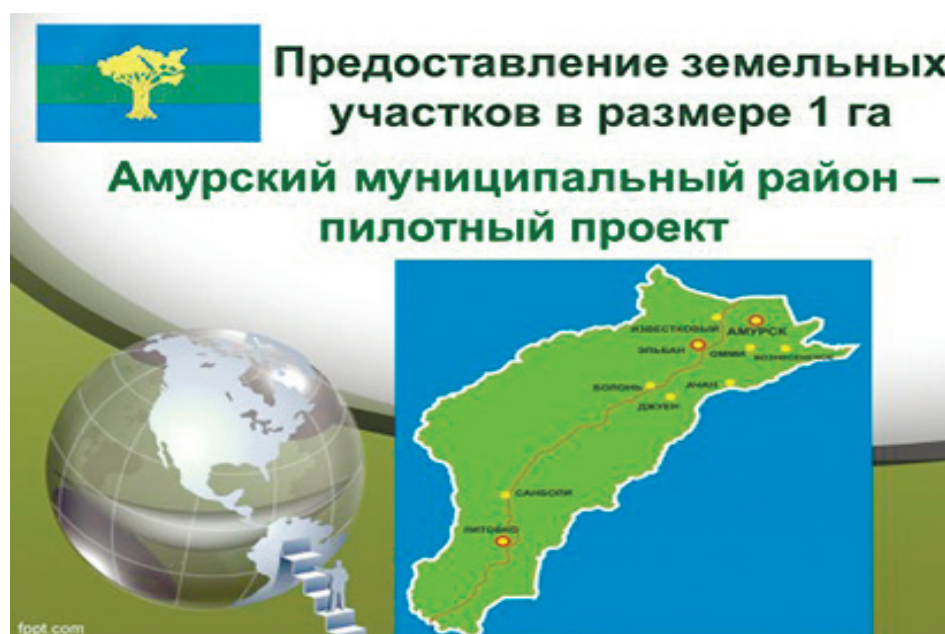 Предоставление земельных
участков в размере 1 га
Амурский муниципальный район –
пилотный проект
ИЗВЕСТКОВЫЙ
АМУРСК
ЭЛЬБАН
ОММИ
ВОЗНЕСЕНСКОЕ
БОЛОНЬ
АЧАН
ДЖУЕН
САНБОЛИ
ЛИТОВКО
fppt.com